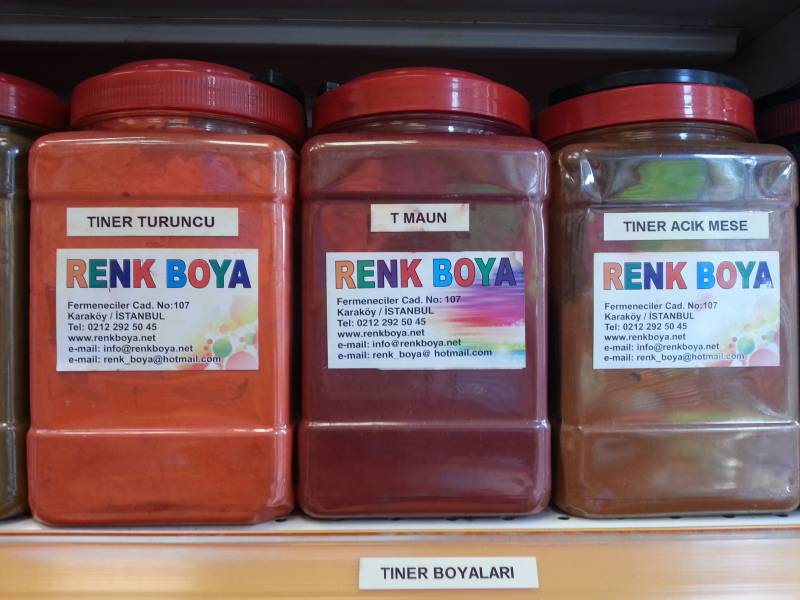 TINER TURUNCU
RENK BOYA
Fermeneciler Cad. No:107
Karaköy / İSTANBUL
Tel: 0212 292 50 45
www.renkboya.net
e-mail: info@renkboya.net
e-mail: renk_boya@hotmail.com
T MAUN
RENK BOYA
Fermeneciler Cad. No: 107
Karaköy / İSTANBUL
Tel: 0212 292 50 45
www.renkboya.net
e-mail: info@renkboya.net
e-mail: renk_boya@ hotmail.com
TINER ACIK MESE
RENK BOYA
Fermeneciler Cad. No:107
Karaköy / İSTANBUL
Tel: 0212 292 50 45
www.renkboya.net
e-mail: info@renkboya.net
e-mail: renk_boya@hotmail.com
TINER BOYALARI